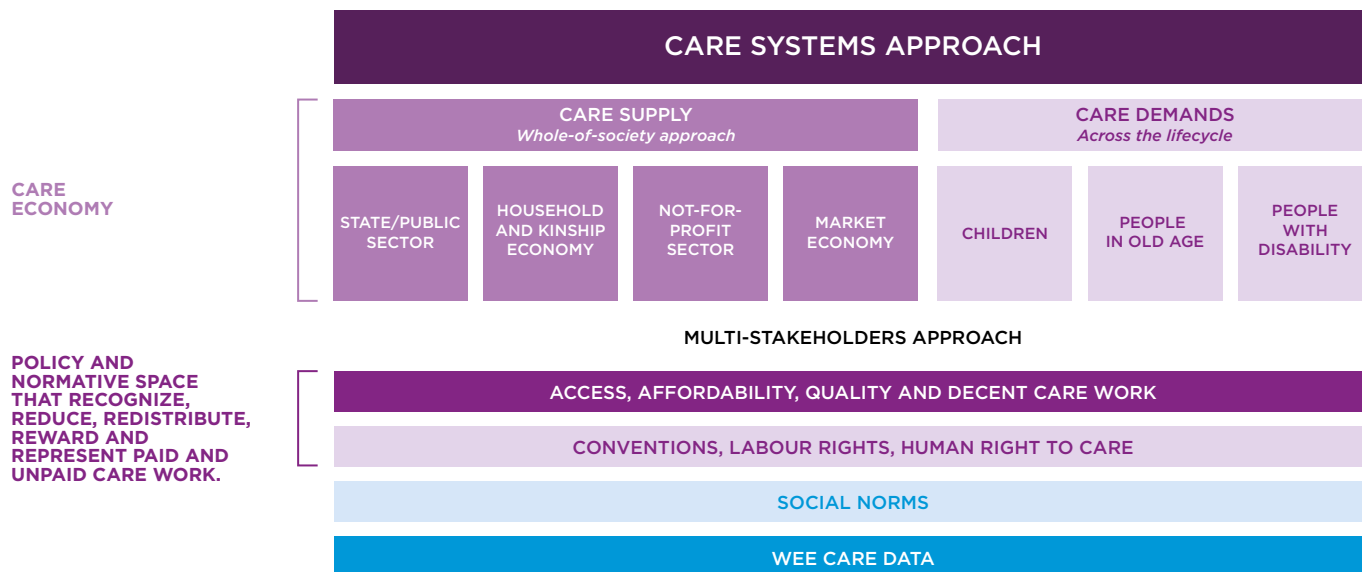 CARE SYSTEMS APPROACH
CARE SUPPLY
Whole-of-society approach
CARE DEMANDS
Across the lifecycle
CARE
ECONOMY
STATE/PUBLIC
SECTOR
HOUSEHOLD
AND KINSHIP
ECONOMY
NOT-FOR-
PROFIT
SECTOR
MARKET
ECONOMY
CHILDREN
PEOPLE
IN OLD AGE
PEOPLE
WITH
DISABILITY
MULTI-STAKEHOLDERS APPROACH
POLICY AND
NORMATIVE SPACE
THAT RECOGNIZE,
REDUCE, REDISTRIBUTE,
REWARD AND
REPRESENT PAID AND
UNPAID CARE WORK.
ACCESS, AFFORDABILITY, QUALITY AND DECENT CARE WORK
CONVENTIONS, LABOUR RIGHTS, HUMAN RIGHT TO CARE
SOCIAL NORMS
WEE CARE DATA